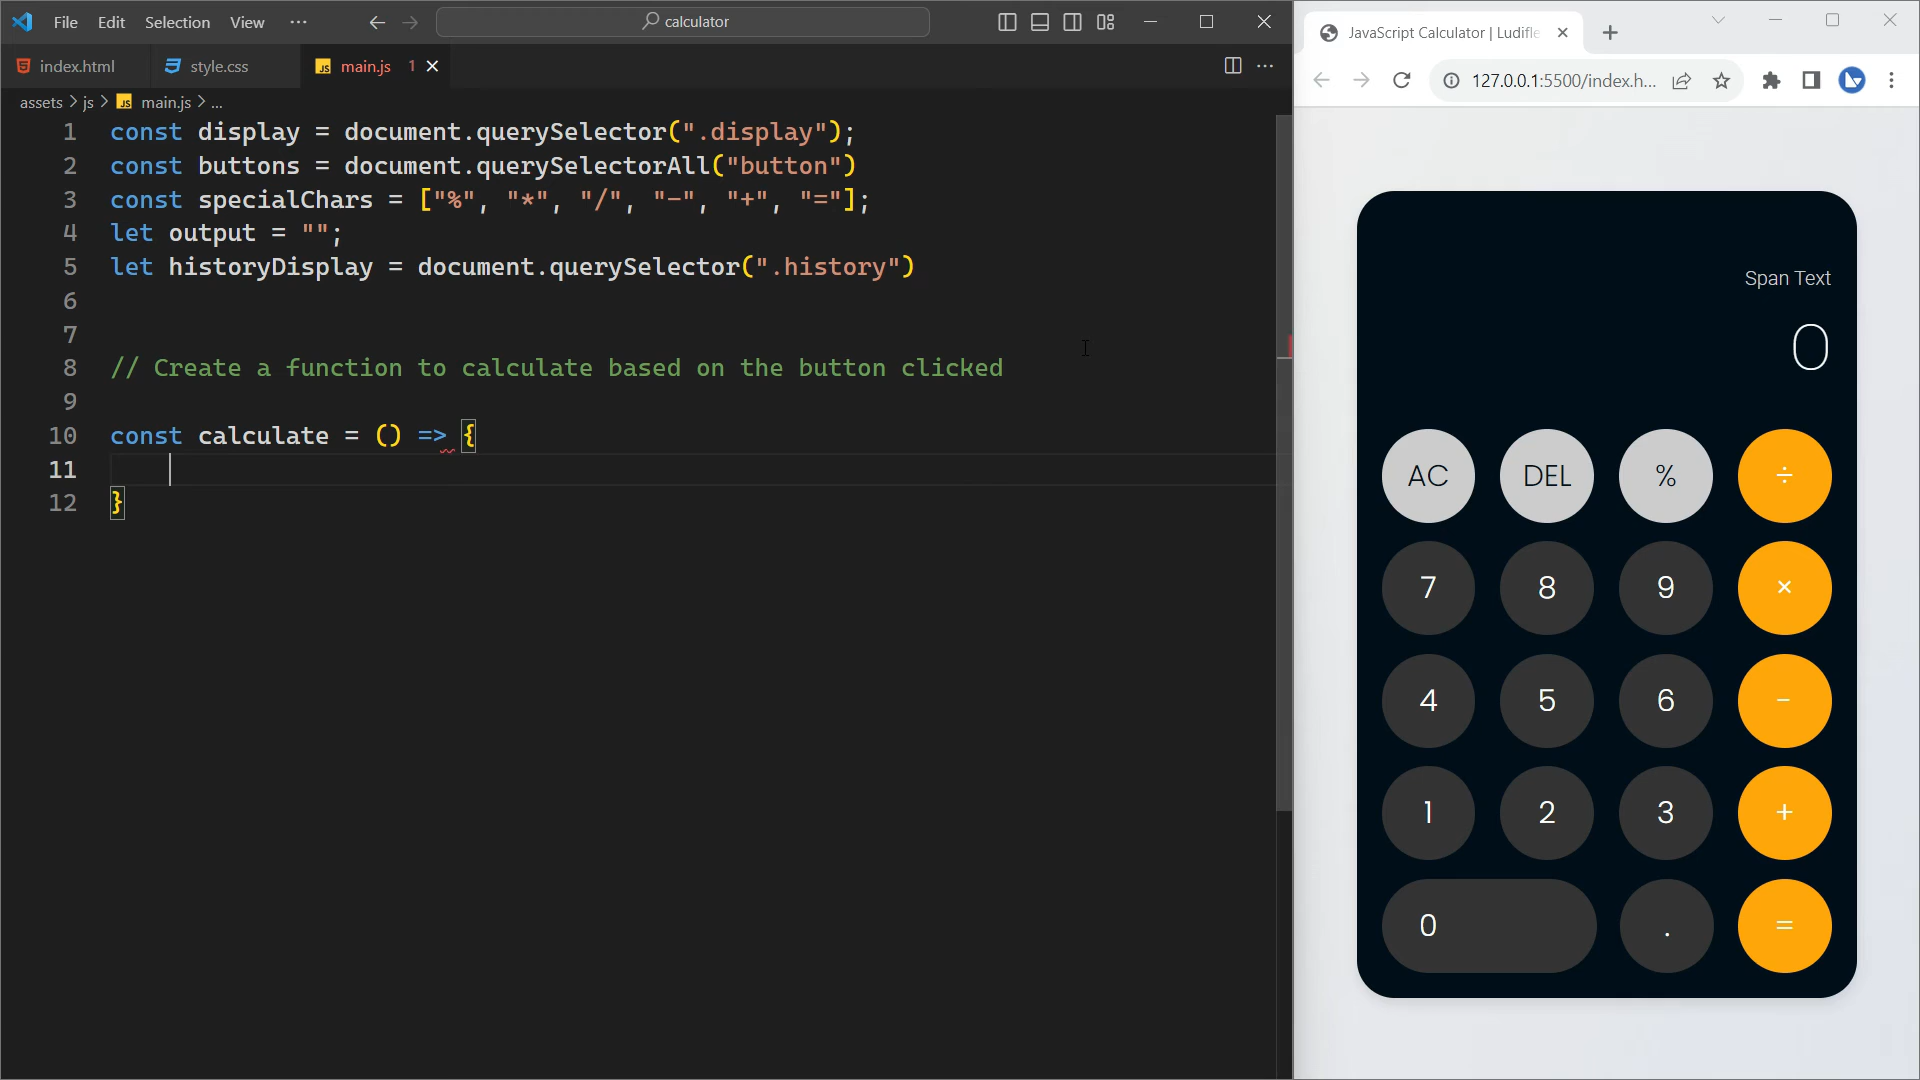 File Edit Selection View ...
calculator
index.html style.css JS main.js 1
assets > js > JS main.js > ...
1 const display = document.querySelector(".display");
2 const buttons = document.querySelectorAll("button")
3 const specialChars = ["%", "*", "/", "-", "+", "="];
4 let output = "";
5 let historyDisplay = document.querySelector(".history")
6
7
8 // Create a function to calculate based on the button clicked
9
10 const calculate = () => {
11
12 }
JavaScript Calculator | Ludifle
127.0.0.1:5500/index.h...
Span Text
0
AC DEL % ÷
7 8 9 ×
4 5 6 -
1 2 3 +
0 . =